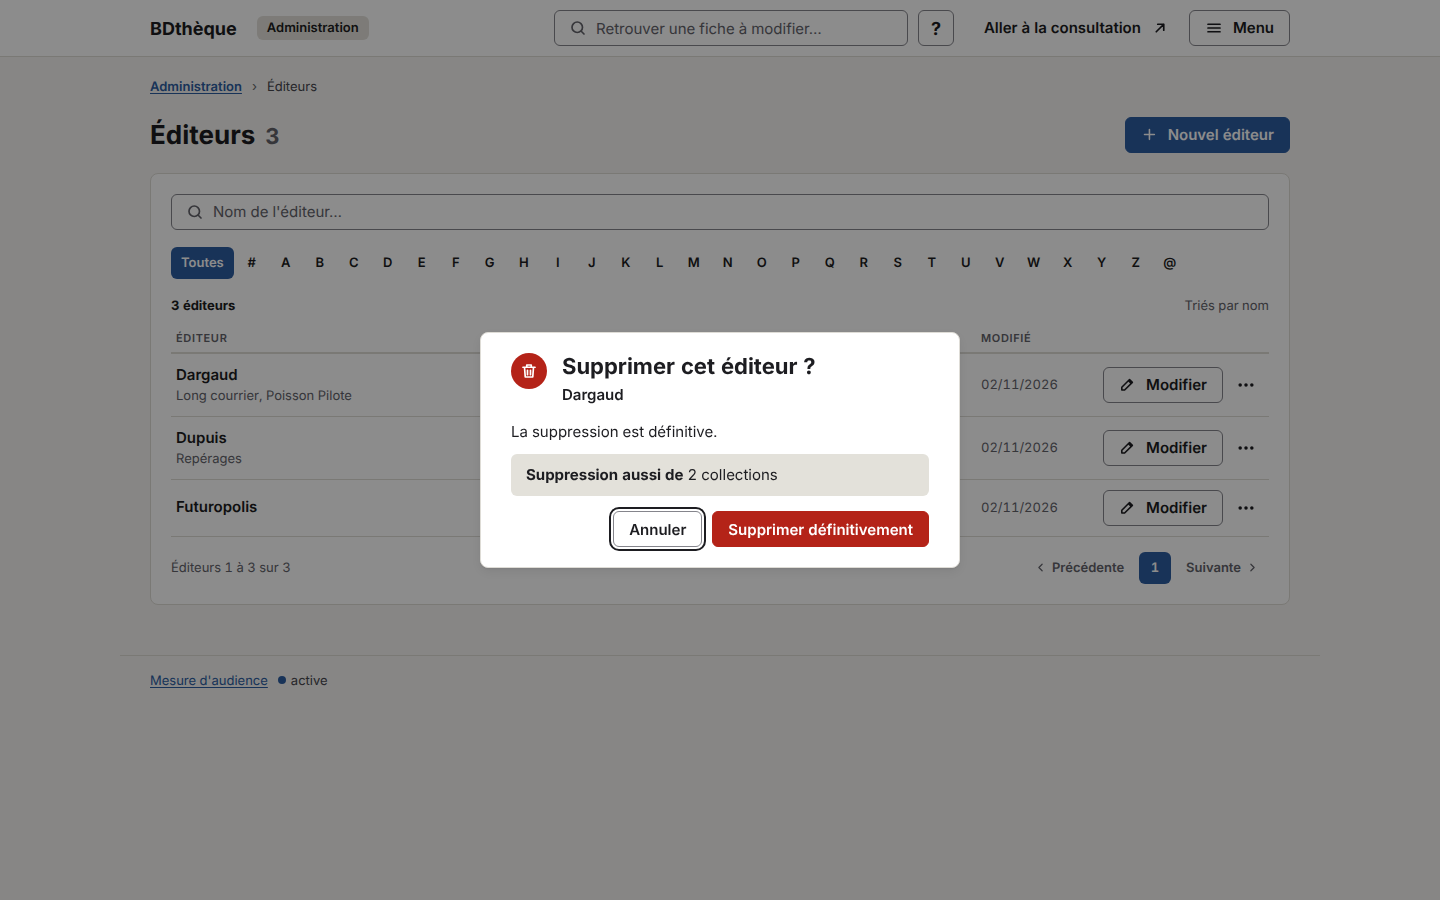 BDthèque Administration Retrouver une fiche à modifier... ? Aller à la consultation Menu
Administration › Éditeurs
Éditeurs 3 Nouvel éditeur
Nom de l'éditeur...
Toutes # A B C D E F G H I J K L M N O P Q R S T U V W X Y Z @
3 éditeurs Triés par nom
ÉDITEUR MODIFIÉ
Dargaud
Long courrier, Poisson Pilote
02/11/2026 Modifier
Dupuis
Repérages
02/11/2026 Modifier
Futuropolis 02/11/2026 Modifier
Éditeurs 1 à 3 sur 3 Précédente 1 Suivante
Supprimer cet éditeur ?
Dargaud
La suppression est définitive.
Suppression aussi de 2 collections
Annuler Supprimer définitivement
Mesure d'audience active